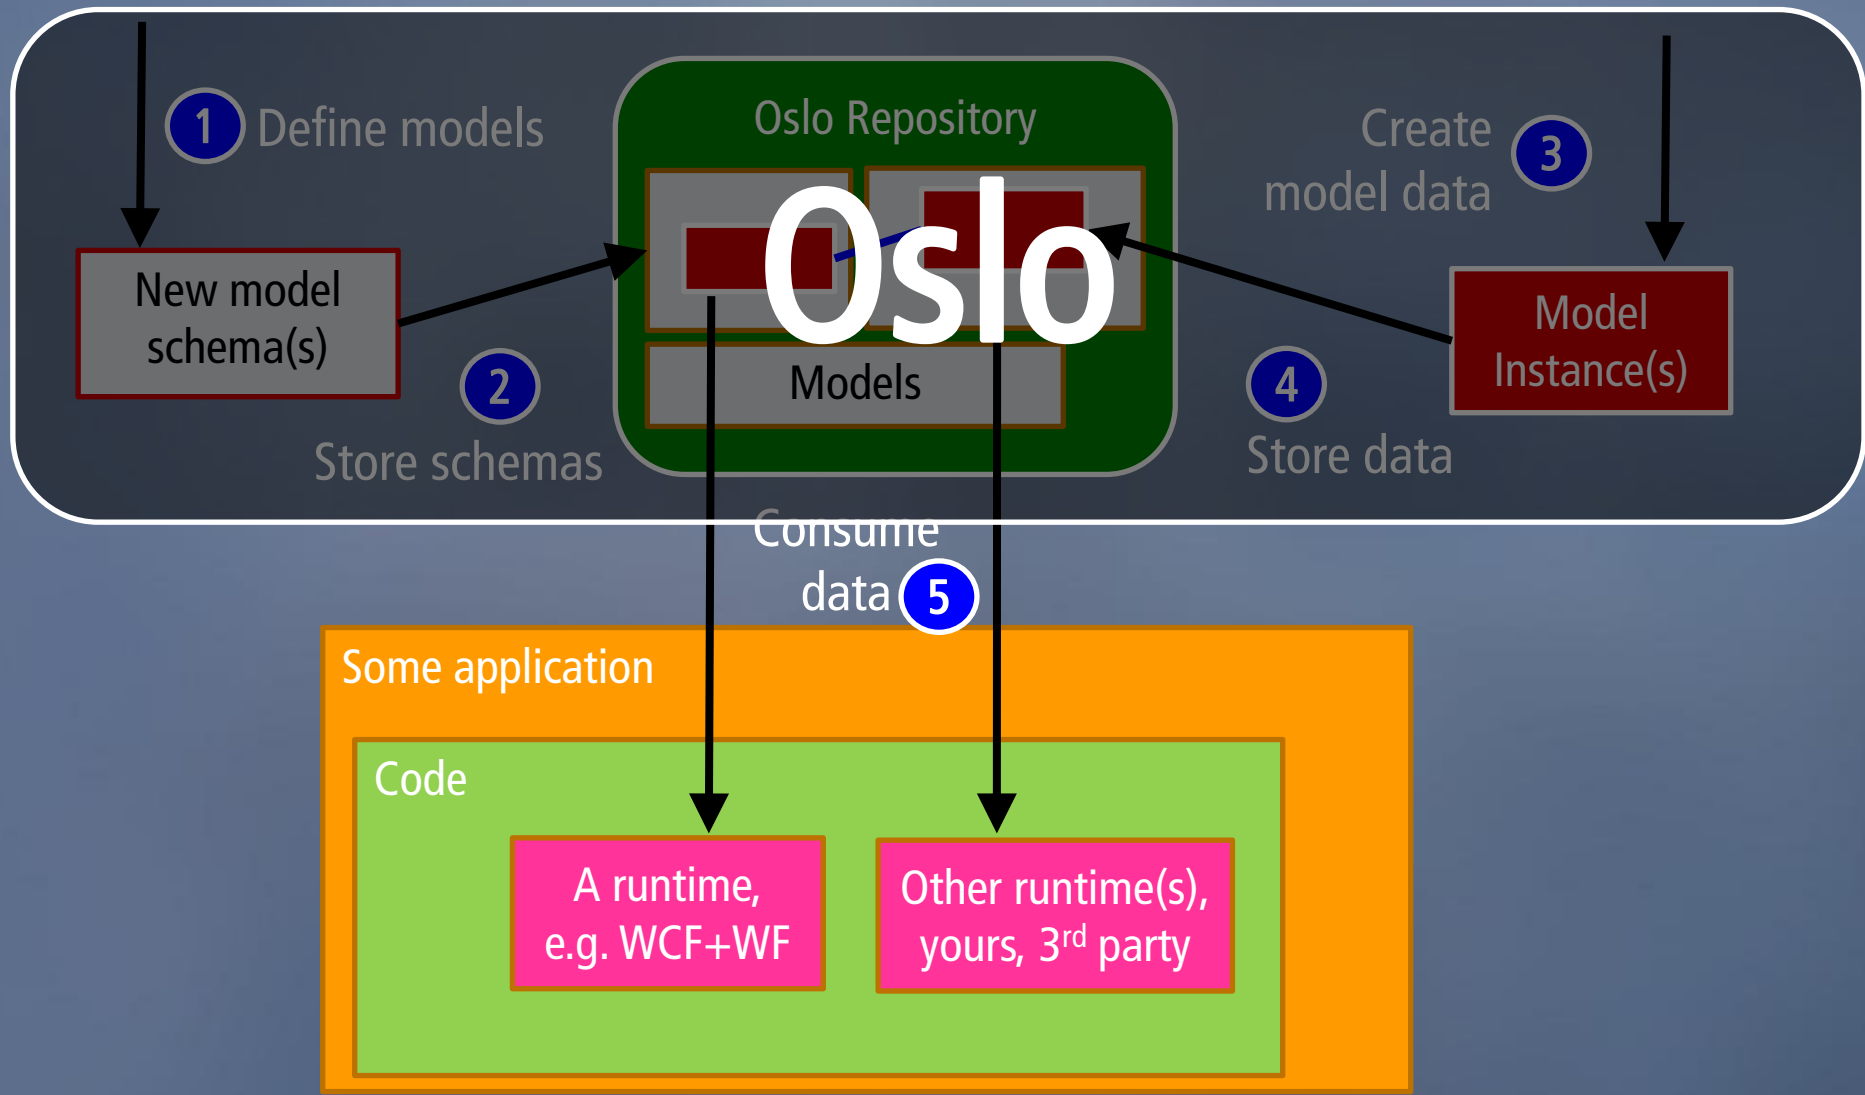 1 Define models
Oslo Repository
Create
model data
3
Oslo
New model
schema(s)
2
Store schemas
Models
4
Store data
Model
Instance(s)
Consume
data 5
Some application
Code
A runtime,
e.g. WCF+WF
Other runtime(s),
yours, 3rd party